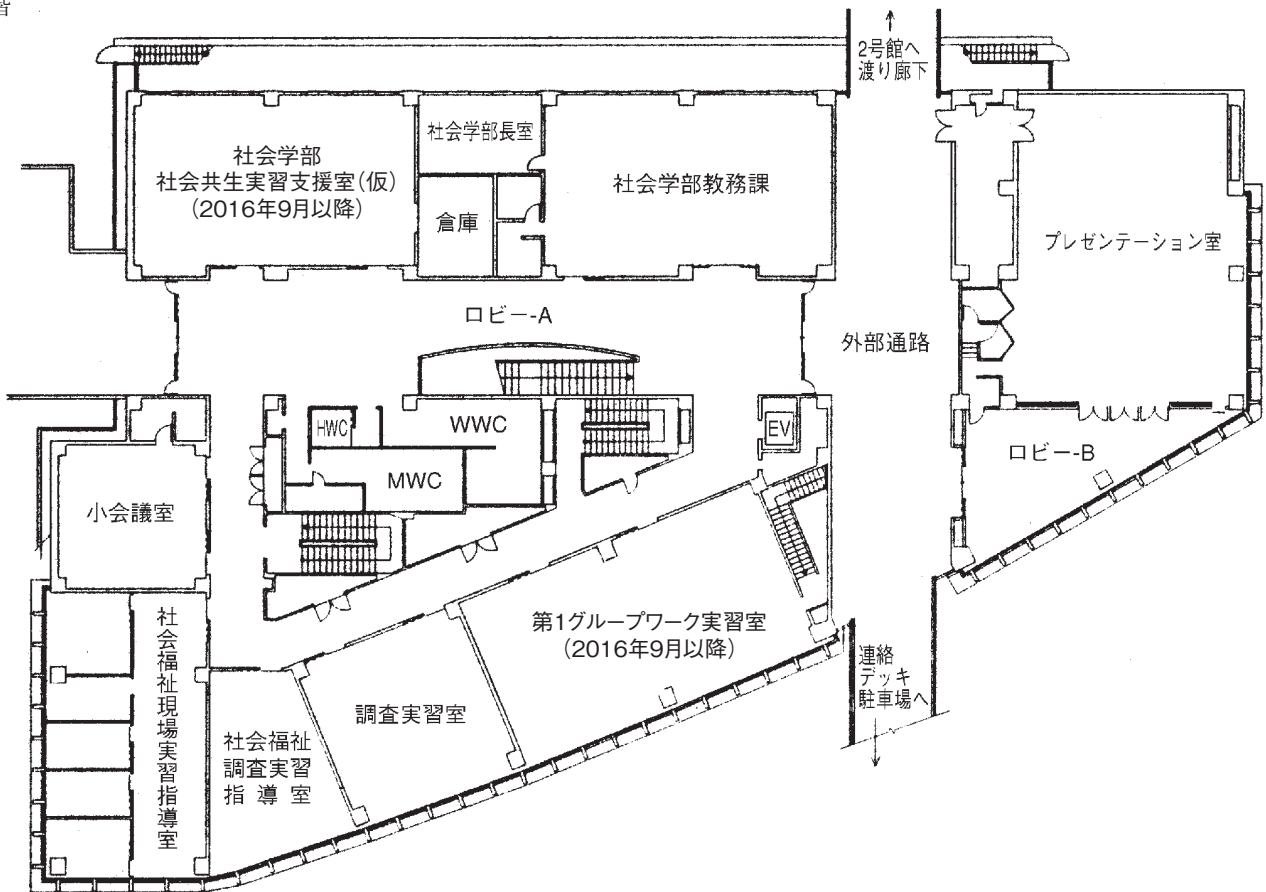 階
2号館へ
渡り廊下
社会学部
社会共生実習支援室(仮)
(2016年9月以降)
社会学部長室
倉庫
社会学部教務課
プレゼンテーション室
ロビー-A
外部通路
HWC
WWC
MWC
EV
ロビー-B
小会議室
社会福祉現場実習指導室
第1グループワーク実習室
(2016年9月以降)
調査実習室
社会福祉
調査実習
指導室
連絡
デッキ
駐車場へ